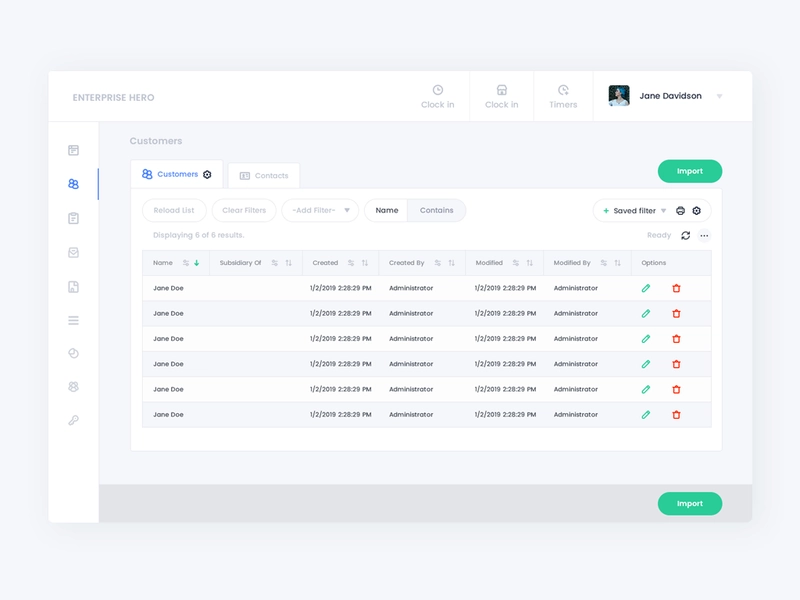 ENTERPRISE HERO
Clock in
Clock in
Timers
Jane Davidson
Customers
Customers
Contacts
Import
Reload List
Clear Filters
-Add Filter-
Name
Contains
+ Saved filter
Displaying 6 of 6 results.
Ready
Name Subsidiary Of Created Created By Modified Modified By Options
Jane Doe 1/2/2019 2:28:29 PM Administrator 1/2/2019 2:28:29 PM Administrator
Jane Doe 1/2/2019 2:28:29 PM Administrator 1/2/2019 2:28:29 PM Administrator
Jane Doe 1/2/2019 2:28:29 PM Administrator 1/2/2019 2:28:29 PM Administrator
Jane Doe 1/2/2019 2:28:29 PM Administrator 1/2/2019 2:28:29 PM Administrator
Jane Doe 1/2/2019 2:28:29 PM Administrator 1/2/2019 2:28:29 PM Administrator
Jane Doe 1/2/2019 2:28:29 PM Administrator 1/2/2019 2:28:29 PM Administrator
Import